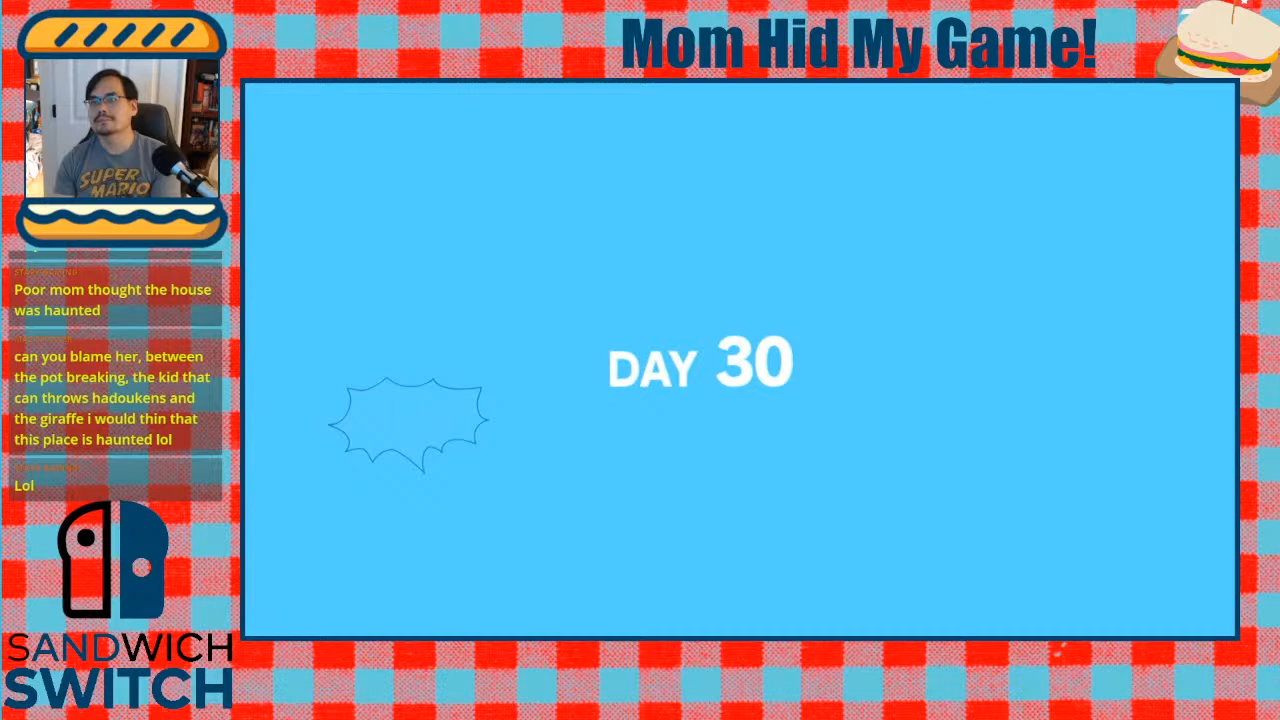 Mom Hid My Game!
SUPER
MARIO
Poor mom thought the house
was haunted
can you blame her, between
the pot breaking, the kid that
can throws hadoukens and
the giraffe i would thin that
this place is haunted lol
Lol
DAY 30
SANDWICH
SWITCH